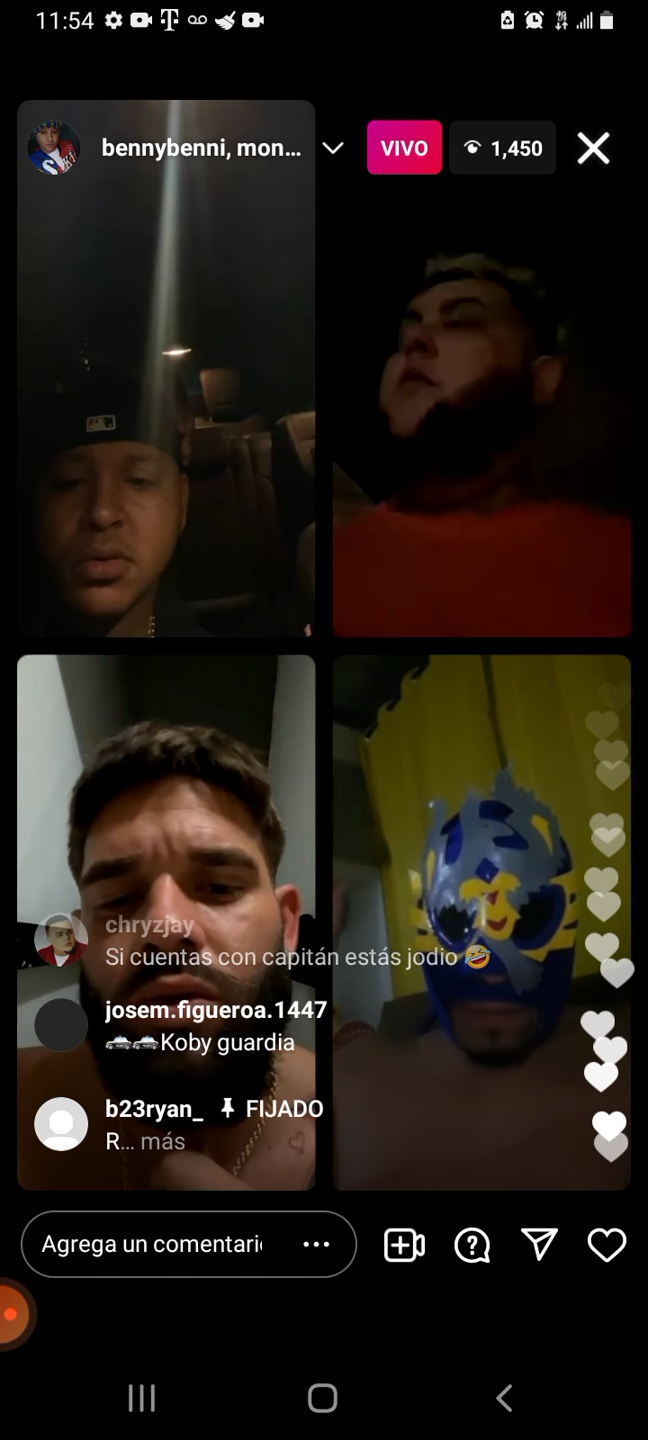 11:54
bennybenni, mon...
VIVO
1,450
chryzjay
Si cuentas con capitán estás jodio 🤣
josem.figueroa.1447
🚓🚓Koby guardia
b23ryan_ 📌 FIJADO
R... más
Agrega un comentari